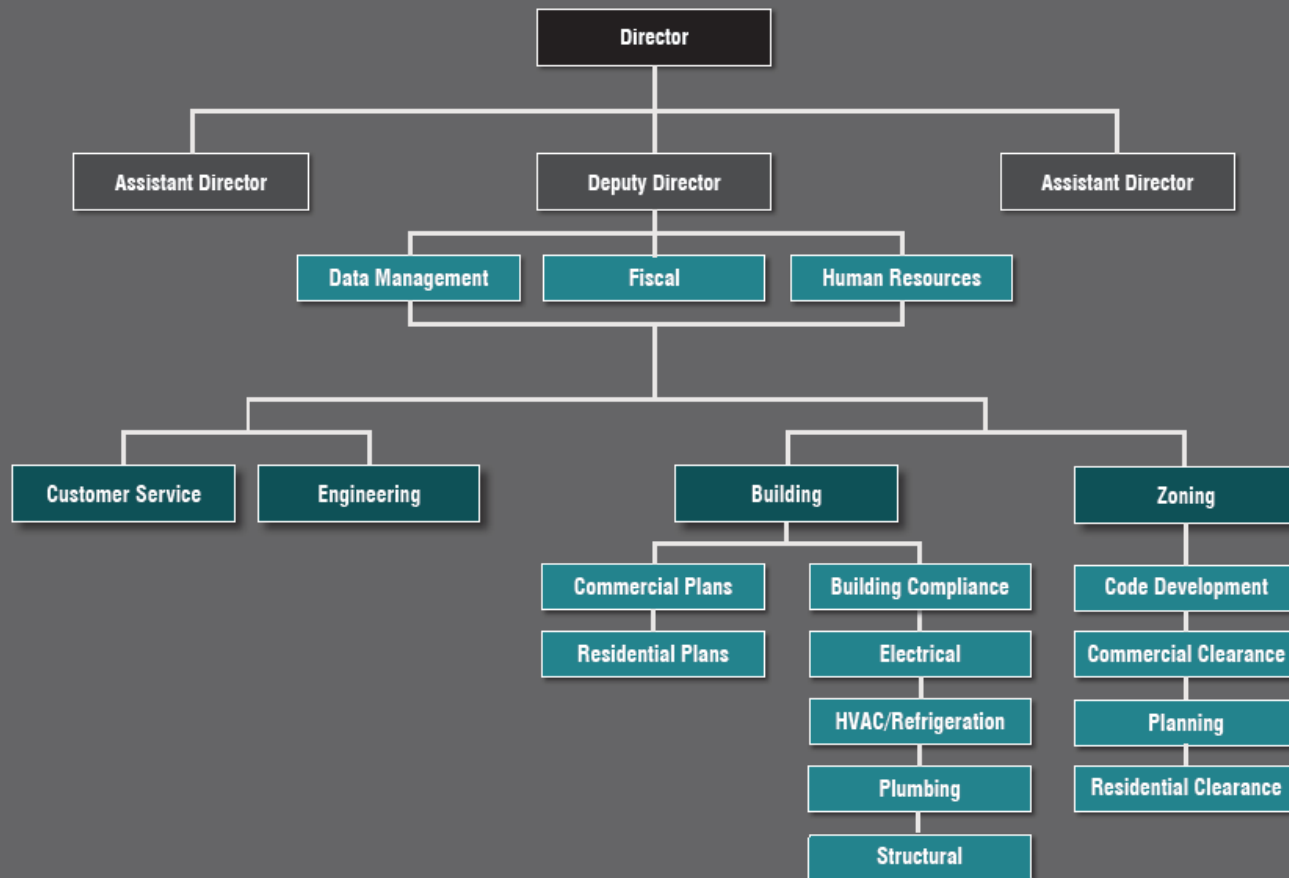 Director
Assistant Director
Deputy Director
Assistant Director
Data Management
Fiscal
Human Resources
Customer Service
Engineering
Building
Zoning
Commercial Plans
Residential Plans
Building Compliance
Electrical
HVAC/Refrigeration
Plumbing
Structural
Code Development
Commercial Clearance
Planning
Residential Clearance